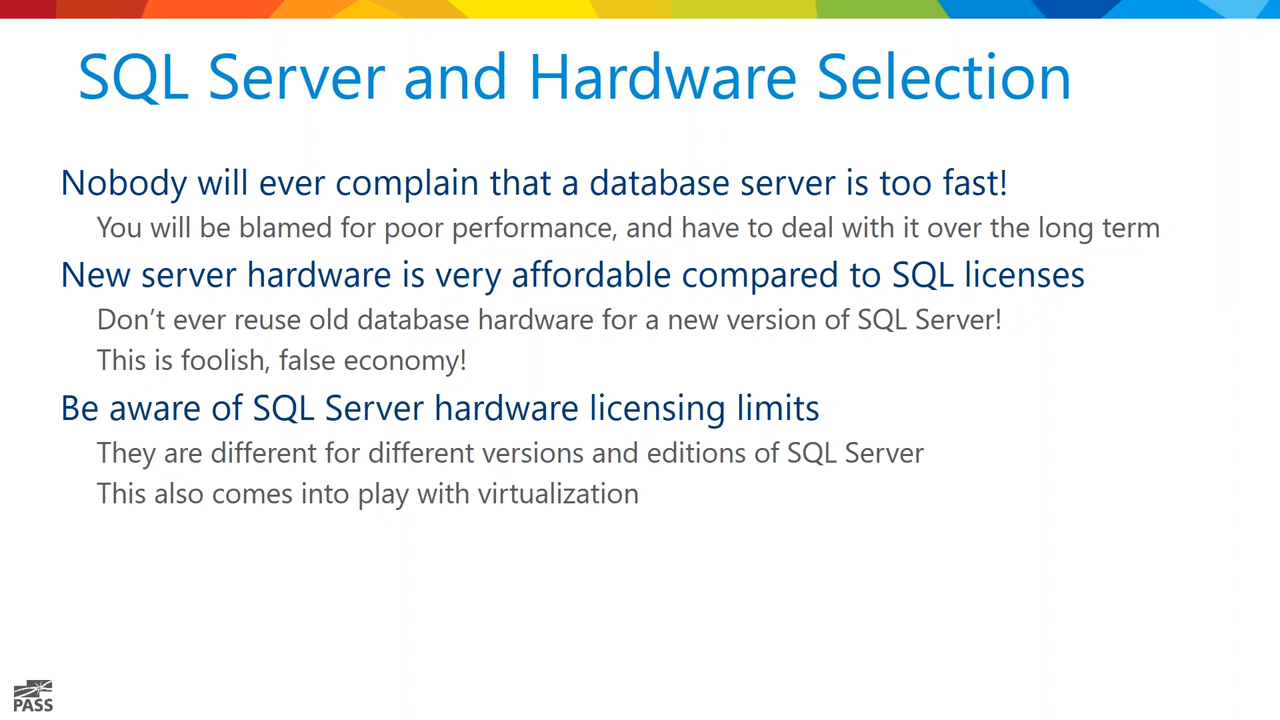 SQL Server and Hardware Selection
Nobody will ever complain that a database server is too fast!
You will be blamed for poor performance, and have to deal with it over the long term
New server hardware is very affordable compared to SQL licenses
Don’t ever reuse old database hardware for a new version of SQL Server!
This is foolish, false economy!
Be aware of SQL Server hardware licensing limits
They are different for different versions and editions of SQL Server
This also comes into play with virtualization
PASS